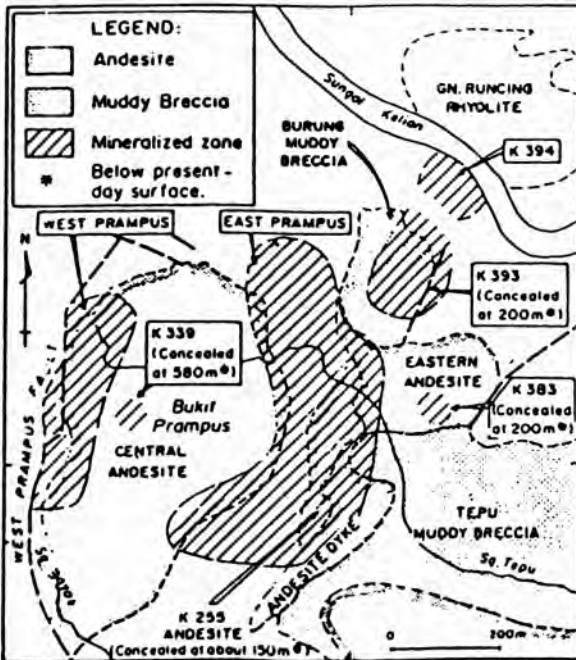 LEGEND:
Andesite
Muddy Breccia
Mineralized zone
* Below present-
day surface.
Sungai Kelian
GN. RUNCING
RHYOLITE
BURUNG
MUDDY
BRECCIA
K 394
WEST PRAMPUS
EAST PRAMPUS
N
K 393
(Concealed
at 200m*)
K 339
(Concealed
at 580m*)
EASTERN
ANDESITE
K 383
(Concealed
at 200m*)
Bukit
Prampus
CENTRAL
ANDESITE
WEST PRAMPUS
TEPU
MUDDY BRECCIA
Sg. Tepu
ANDESITE DYKE
K 255
ANDESITE
(Concealed at about 150m*)
0 200m